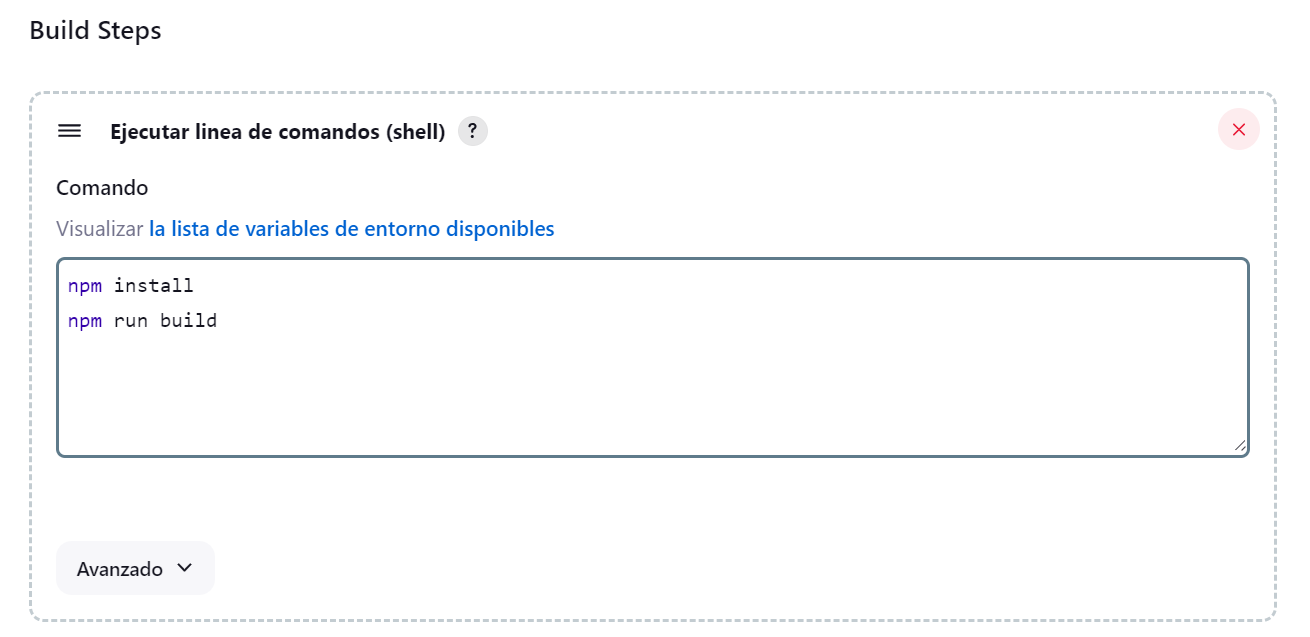 Build Steps
Ejecutar linea de comandos (shell) ?
Comando
Visualizar la lista de variables de entorno disponibles
npm install
npm run build
Avanzado